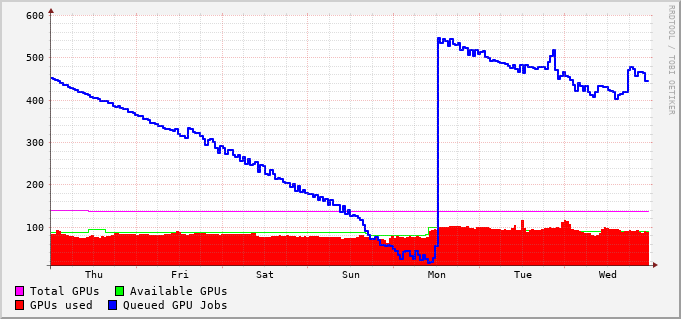 600
500
400
300
200
100
Thu Fri Sat Sun Mon Tue Wed
Total GPUs Available GPUs
GPUs used Queued GPU Jobs
RRDTOOL / TOBI OETIKER